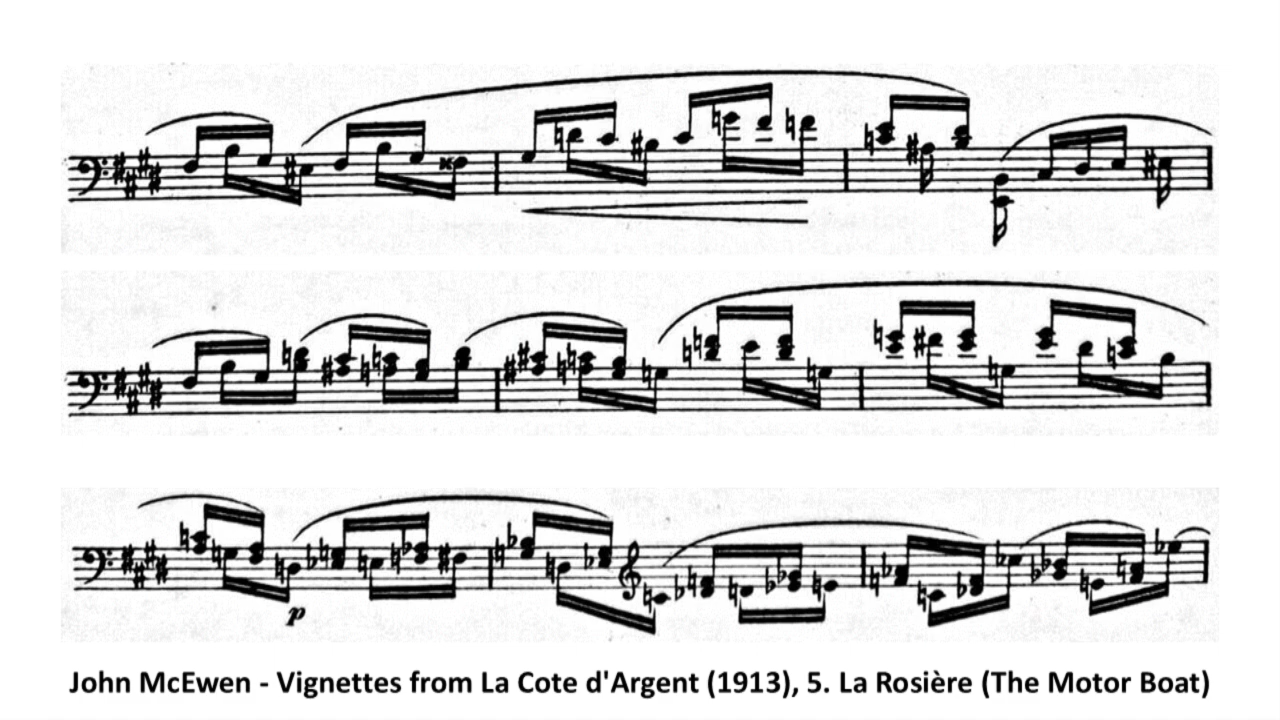 p
John McEwen - Vignettes from La Cote d'Argent (1913), 5. La Rosière (The Motor Boat)